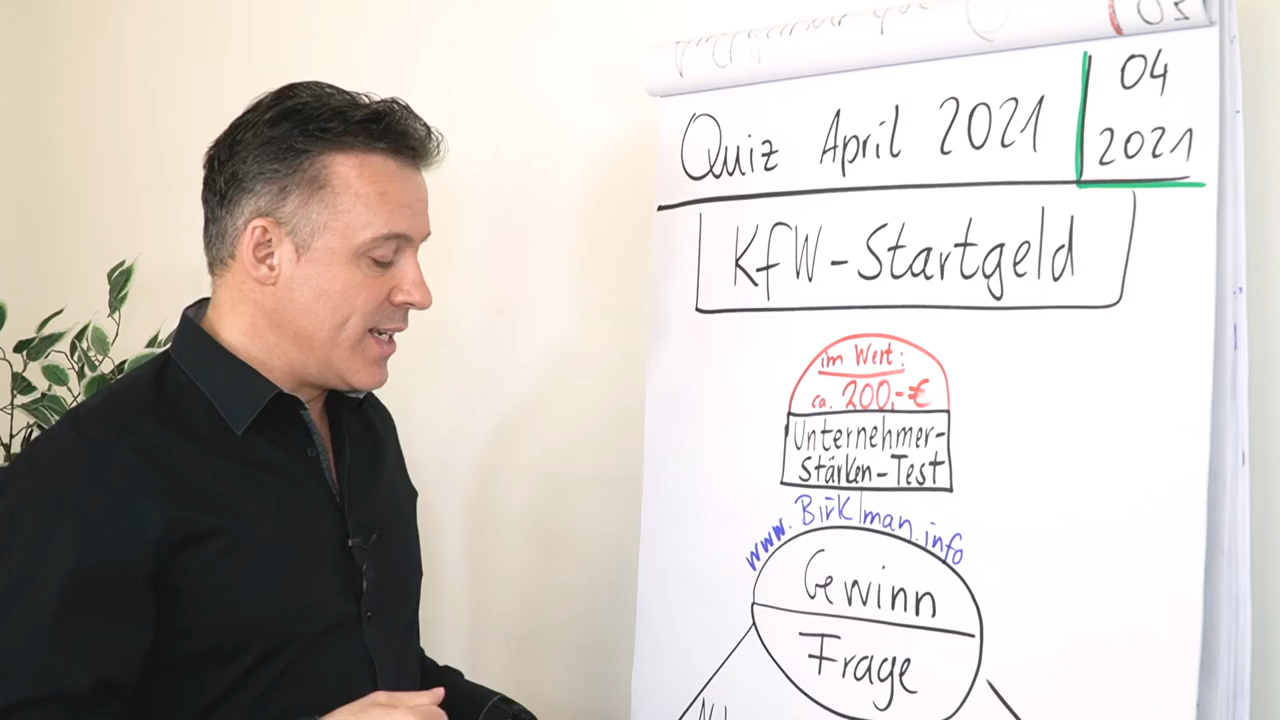 03
Quiz April 2021
04
2021
KfW-Startgeld
im Wert:
ca. 200,-€
Unternehmer-
Stärken-Test
www.Birkman.info
Gewinn
Frage